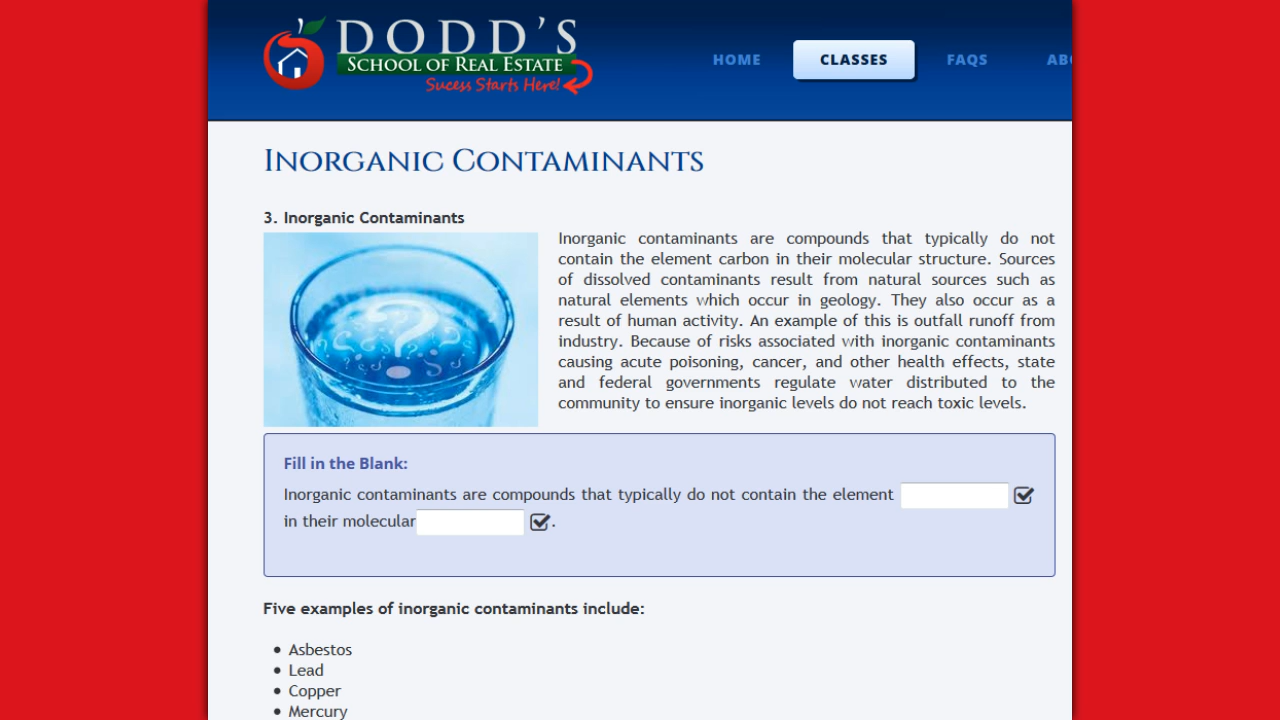 DODD'S
SCHOOL OF REAL ESTATE
Sucess Starts Here!
HOME CLASSES FAQS AB
INORGANIC CONTAMINANTS
3. Inorganic Contaminants
Inorganic contaminants are compounds that typically do not
contain the element carbon in their molecular structure. Sources
of dissolved contaminants result from natural sources such as
natural elements which occur in geology. They also occur as a
result of human activity. An example of this is outfall runoff from
industry. Because of risks associated with inorganic contaminants
causing acute poisoning, cancer, and other health effects, state
and federal governments regulate water distributed to the
community to ensure inorganic levels do not reach toxic levels.
Fill in the Blank:
Inorganic contaminants are compounds that typically do not contain the element
in their molecular .
Five examples of inorganic contaminants include:
• Asbestos
• Lead
• Copper
• Mercury